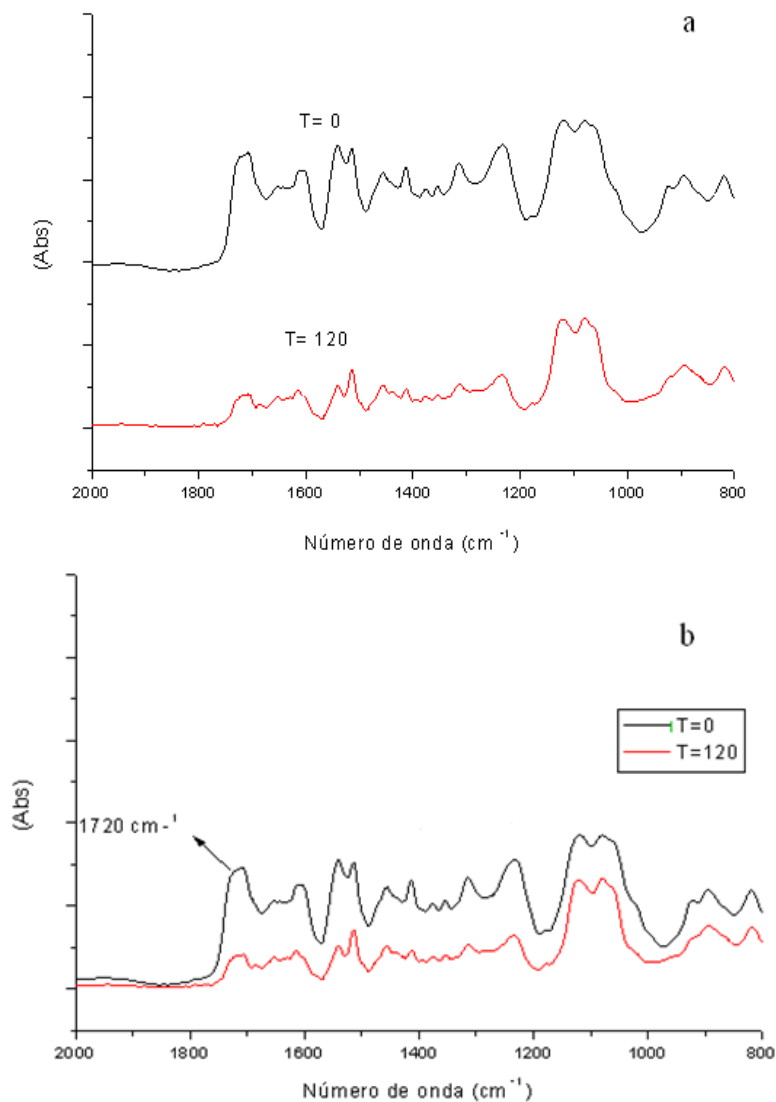 a
T= 0
(Abs)
T= 120
2000 1800 1600 1400 1200 1000 800
Número de onda (cm -1)
b
T=0
T=120
(Abs)
1720 cm-1
2000 1800 1600 1400 1200 1000 800
Número de onda (cm-1)